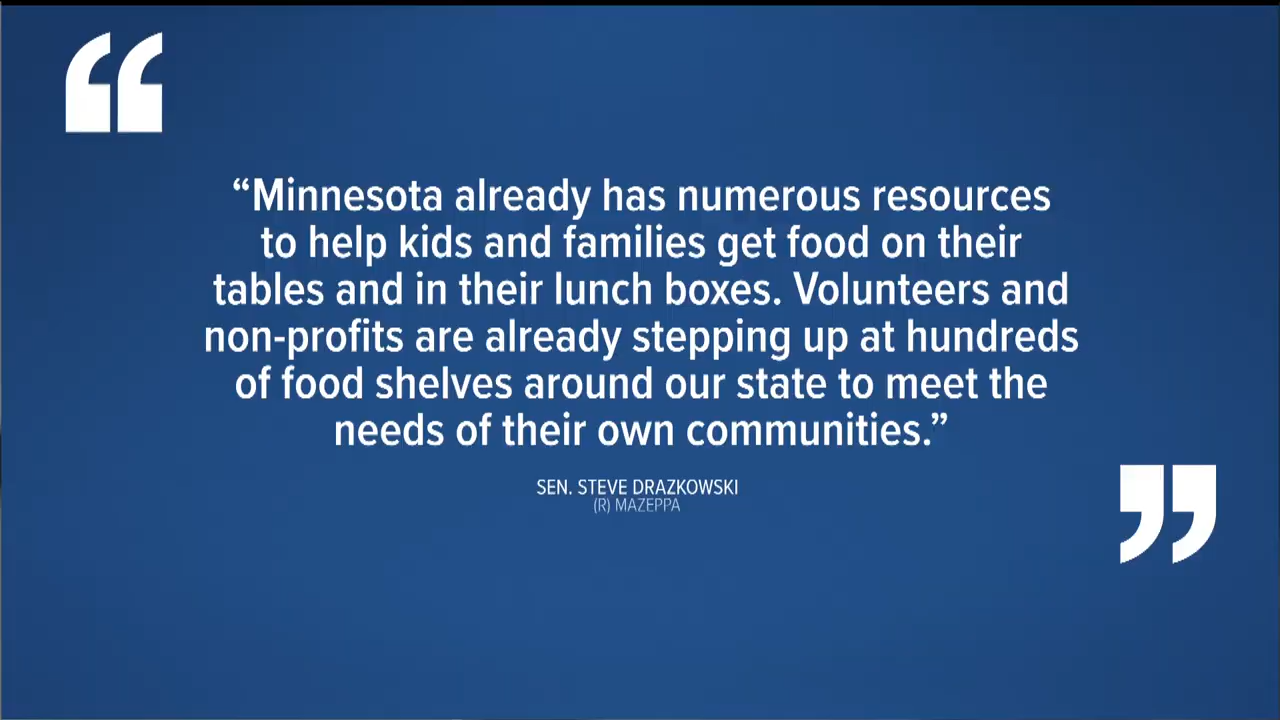 “Minnesota already has numerous resources
to help kids and families get food on their
tables and in their lunch boxes. Volunteers and
non-profits are already stepping up at hundreds
of food shelves around our state to meet the
needs of their own communities.”
SEN. STEVE DRAZKOWSKI
(R) MAZEPPA